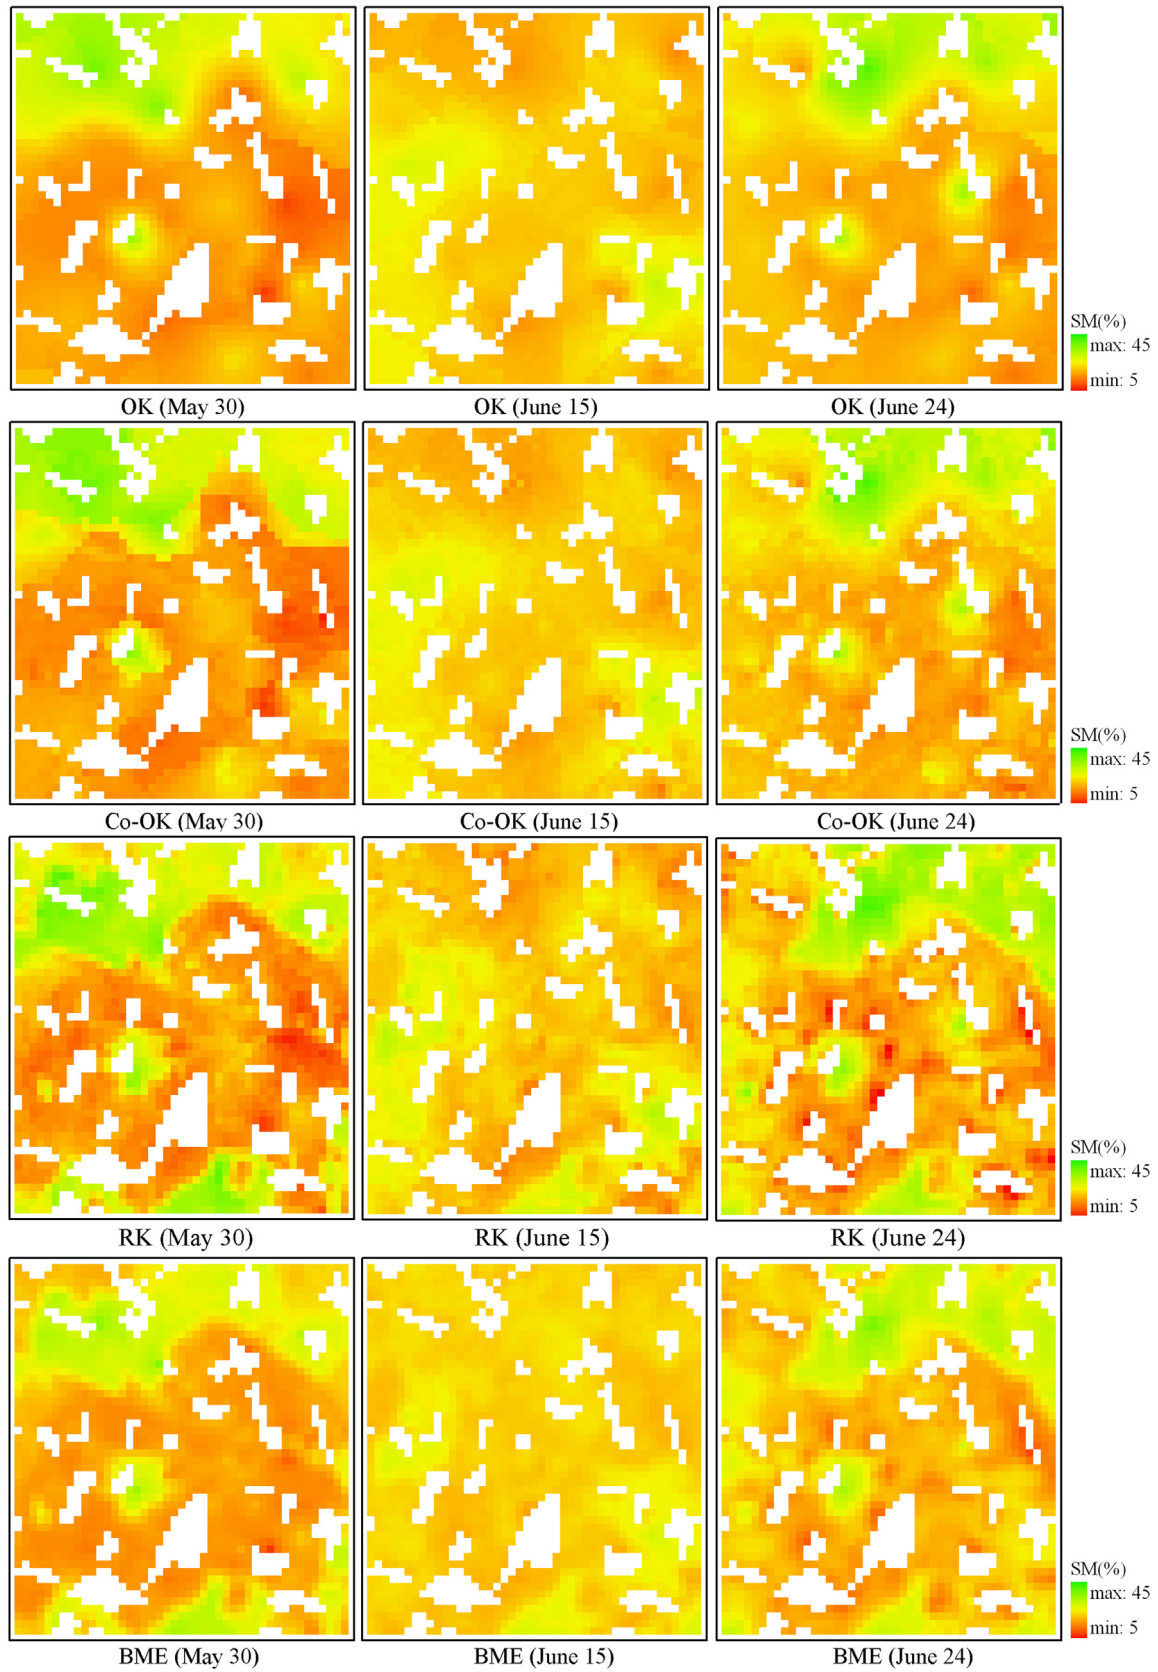 SM(%)
max: 45
min: 5
OK (May 30) OK (June 15) OK (June 24)
SM(%)
max: 45
min: 5
Co-OK (May 30) Co-OK (June 15) Co-OK (June 24)
SM(%)
max: 45
min: 5
RK (May 30) RK (June 15) RK (June 24)
SM(%)
max: 45
min: 5
BME (May 30) BME (June 15) BME (June 24)